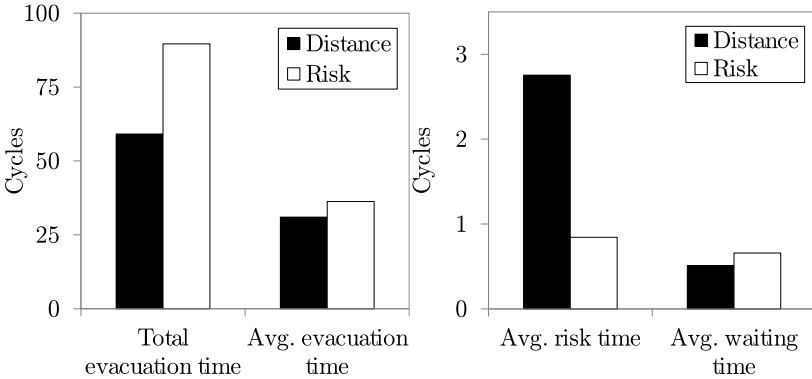 Cycles
100
75
50
25
0
Distance
Risk
Total
evacuation time
Avg. evacuation
time
Cycles
3
2
1
0
Distance
Risk
Avg. risk time
Avg. waiting
time